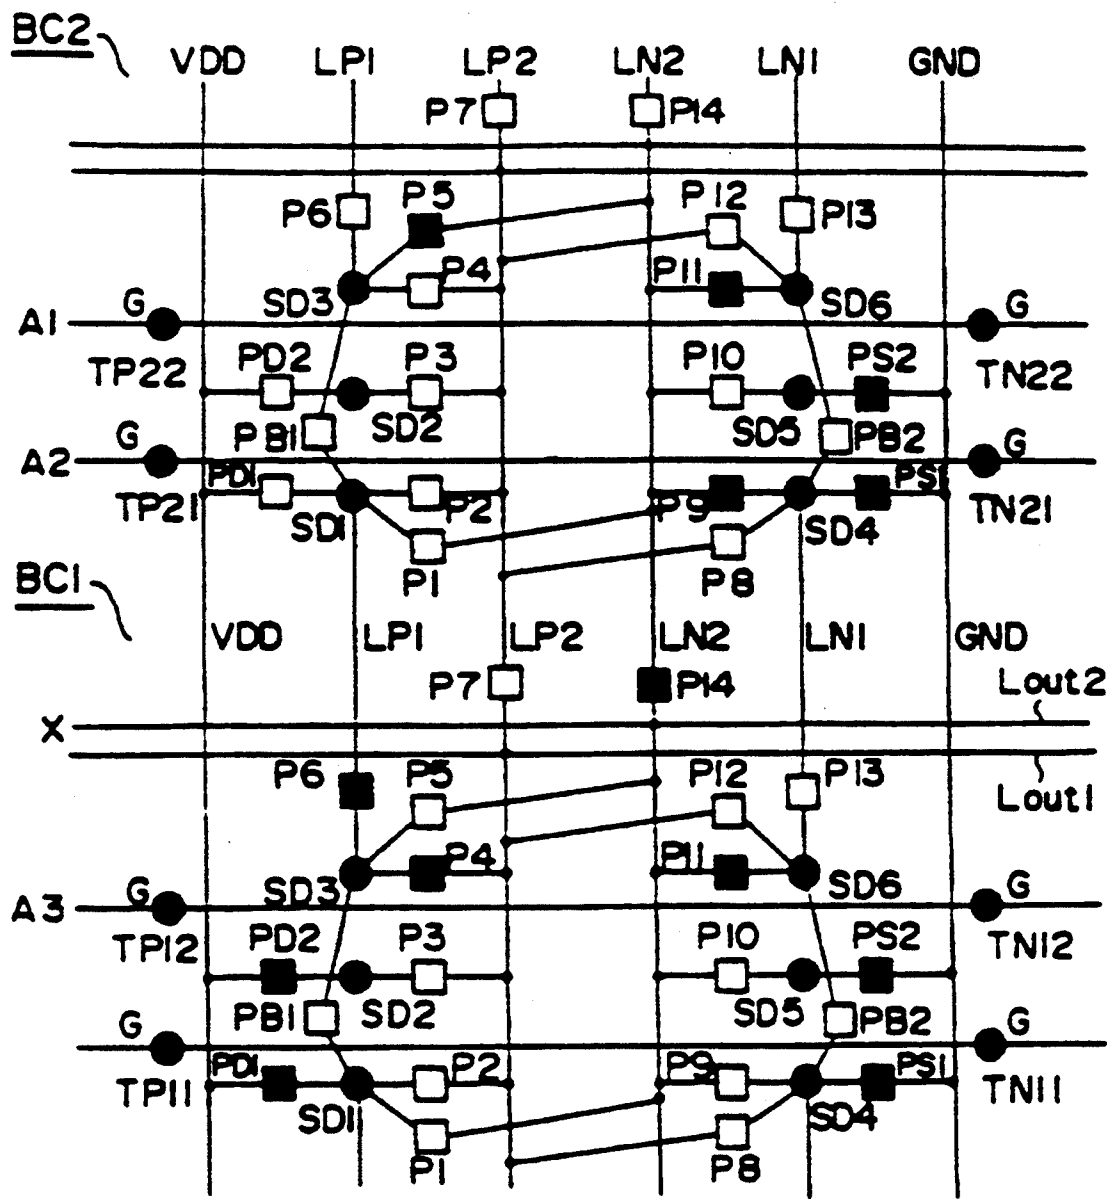 BC2
VDD LP1 LP2 LN2 LN1 GND
P7 P14
P5 P12
P6 P13
P4 P11
G SD3 SD6 G
A1
TP22 PD2 P3 P10 PS2 TN22
G PB1 SD2 SD5 PB2 G
A2 PD1 PS1
TP21 SD1 P2 P9 SD4 TN21
BC1 P1 P8
VDD LP1 LP2 LN2 LN1 GND
P7 P14 Lout2
X
P6 P5 P12 P13
Lout1
P4 P11
G SD3 SD6 G
A3
TP12 PD2 P3 P10 PS2 TN12
G PB1 SD2 SD5 PB2 G
PD1 P2 P9 PS1
TP11 SD1 SD4 TN11
P1 P8